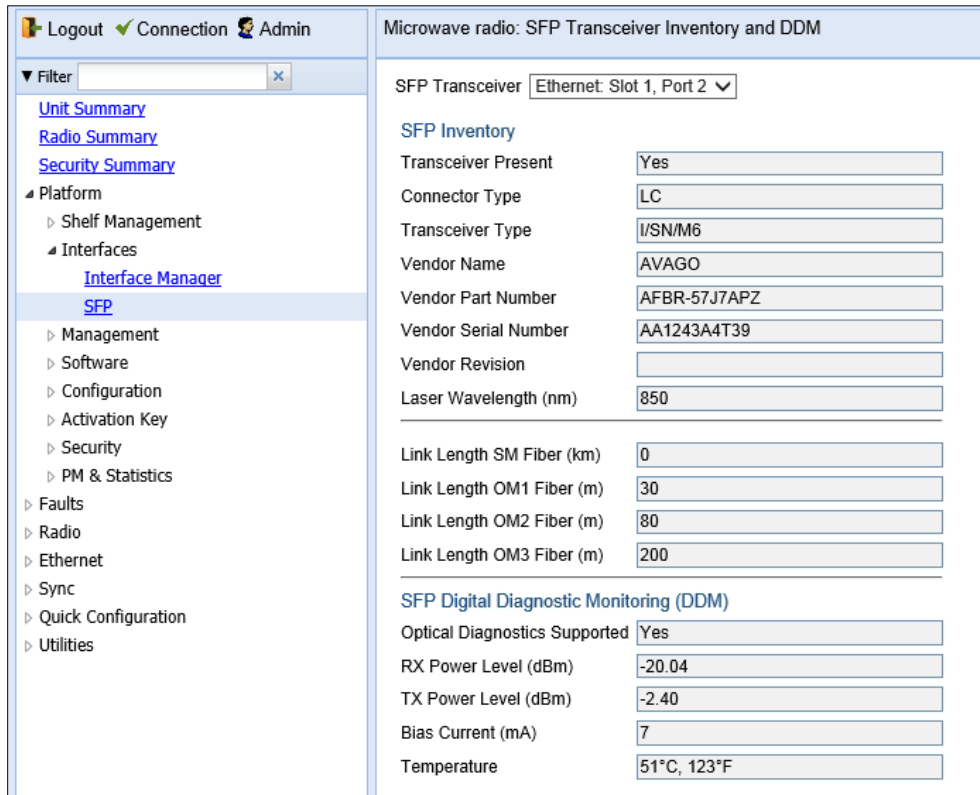 Logout Connection Admin
Filter
Unit Summary
Radio Summary
Security Summary
Platform
Shelf Management
Interfaces
Interface Manager
SFP
Management
Software
Configuration
Activation Key
Security
PM & Statistics
Faults
Radio
Ethernet
Sync
Quick Configuration
Utilities
Microwave radio: SFP Transceiver Inventory and DDM
SFP Transceiver Ethernet: Slot 1, Port 2
SFP Inventory
Transceiver Present Yes
Connector Type LC
Transceiver Type I/SN/M6
Vendor Name AVAGO
Vendor Part Number AFBR-57J7APZ
Vendor Serial Number AA1243A4T39
Vendor Revision
Laser Wavelength (nm) 850
Link Length SM Fiber (km) 0
Link Length OM1 Fiber (m) 30
Link Length OM2 Fiber (m) 80
Link Length OM3 Fiber (m) 200
SFP Digital Diagnostic Monitoring (DDM)
Optical Diagnostics Supported Yes
RX Power Level (dBm) -20.04
TX Power Level (dBm) -2.40
Bias Current (mA) 7
Temperature 51°C, 123°F